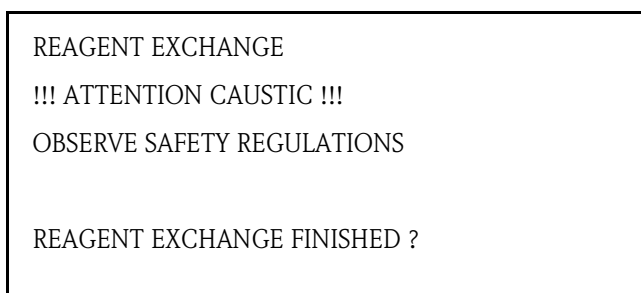 REAGENT EXCHANGE
!!! ATTENTION CAUSTIC !!!
OBSERVE SAFETY REGULATIONS
REAGENT EXCHANGE FINISHED ?